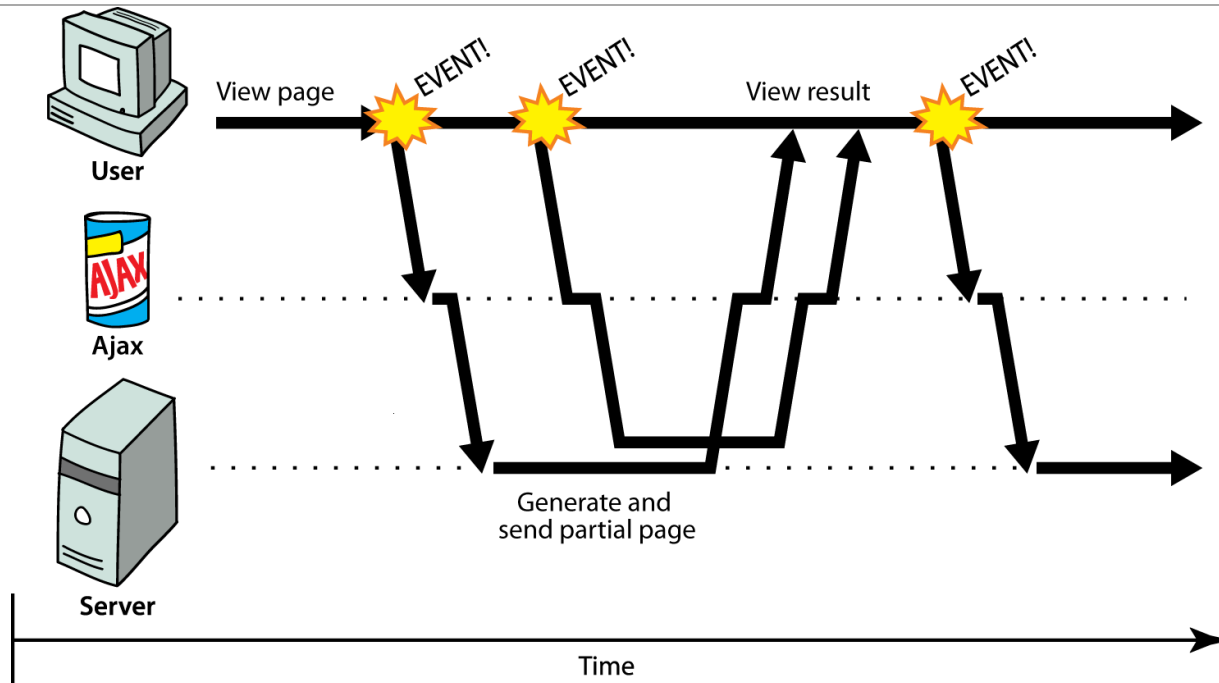 EVENT!
EVENT!
EVENT!
View page
View result
User
AJAX
Ajax
Generate and
send partial page
Server
Time